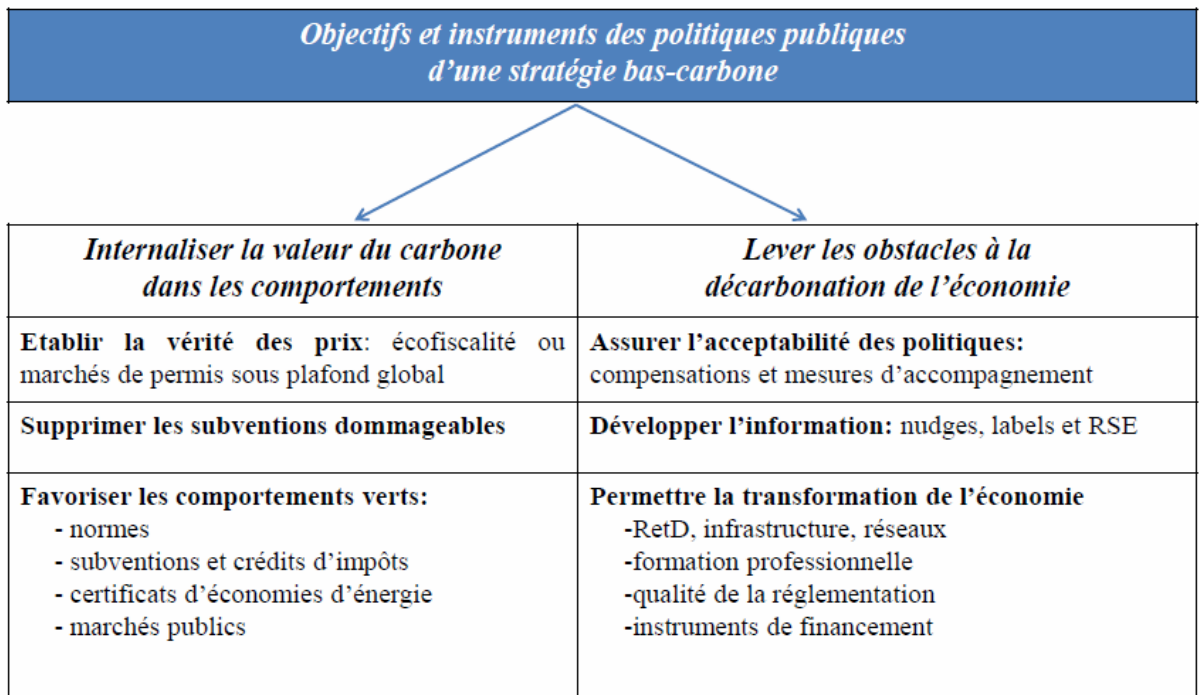 Objectifs et instruments des politiques publiques
d’une stratégie bas-carbone
Internaliser la valeur du carbone
dans les comportements
Lever les obstacles à la
décarbonation de l’économie
Etablir la vérité des prix: écofiscalité ou
marchés de permis sous plafond global
Assurer l’acceptabilité des politiques:
compensations et mesures d’accompagnement
Supprimer les subventions dommageables
Développer l’information: nudges, labels et RSE
Favoriser les comportements verts:
- normes
- subventions et crédits d’impôts
- certificats d’économies d’énergie
- marchés publics
Permettre la transformation de l’économie
-RetD, infrastructure, réseaux
-formation professionnelle
-qualité de la réglementation
-instruments de financement